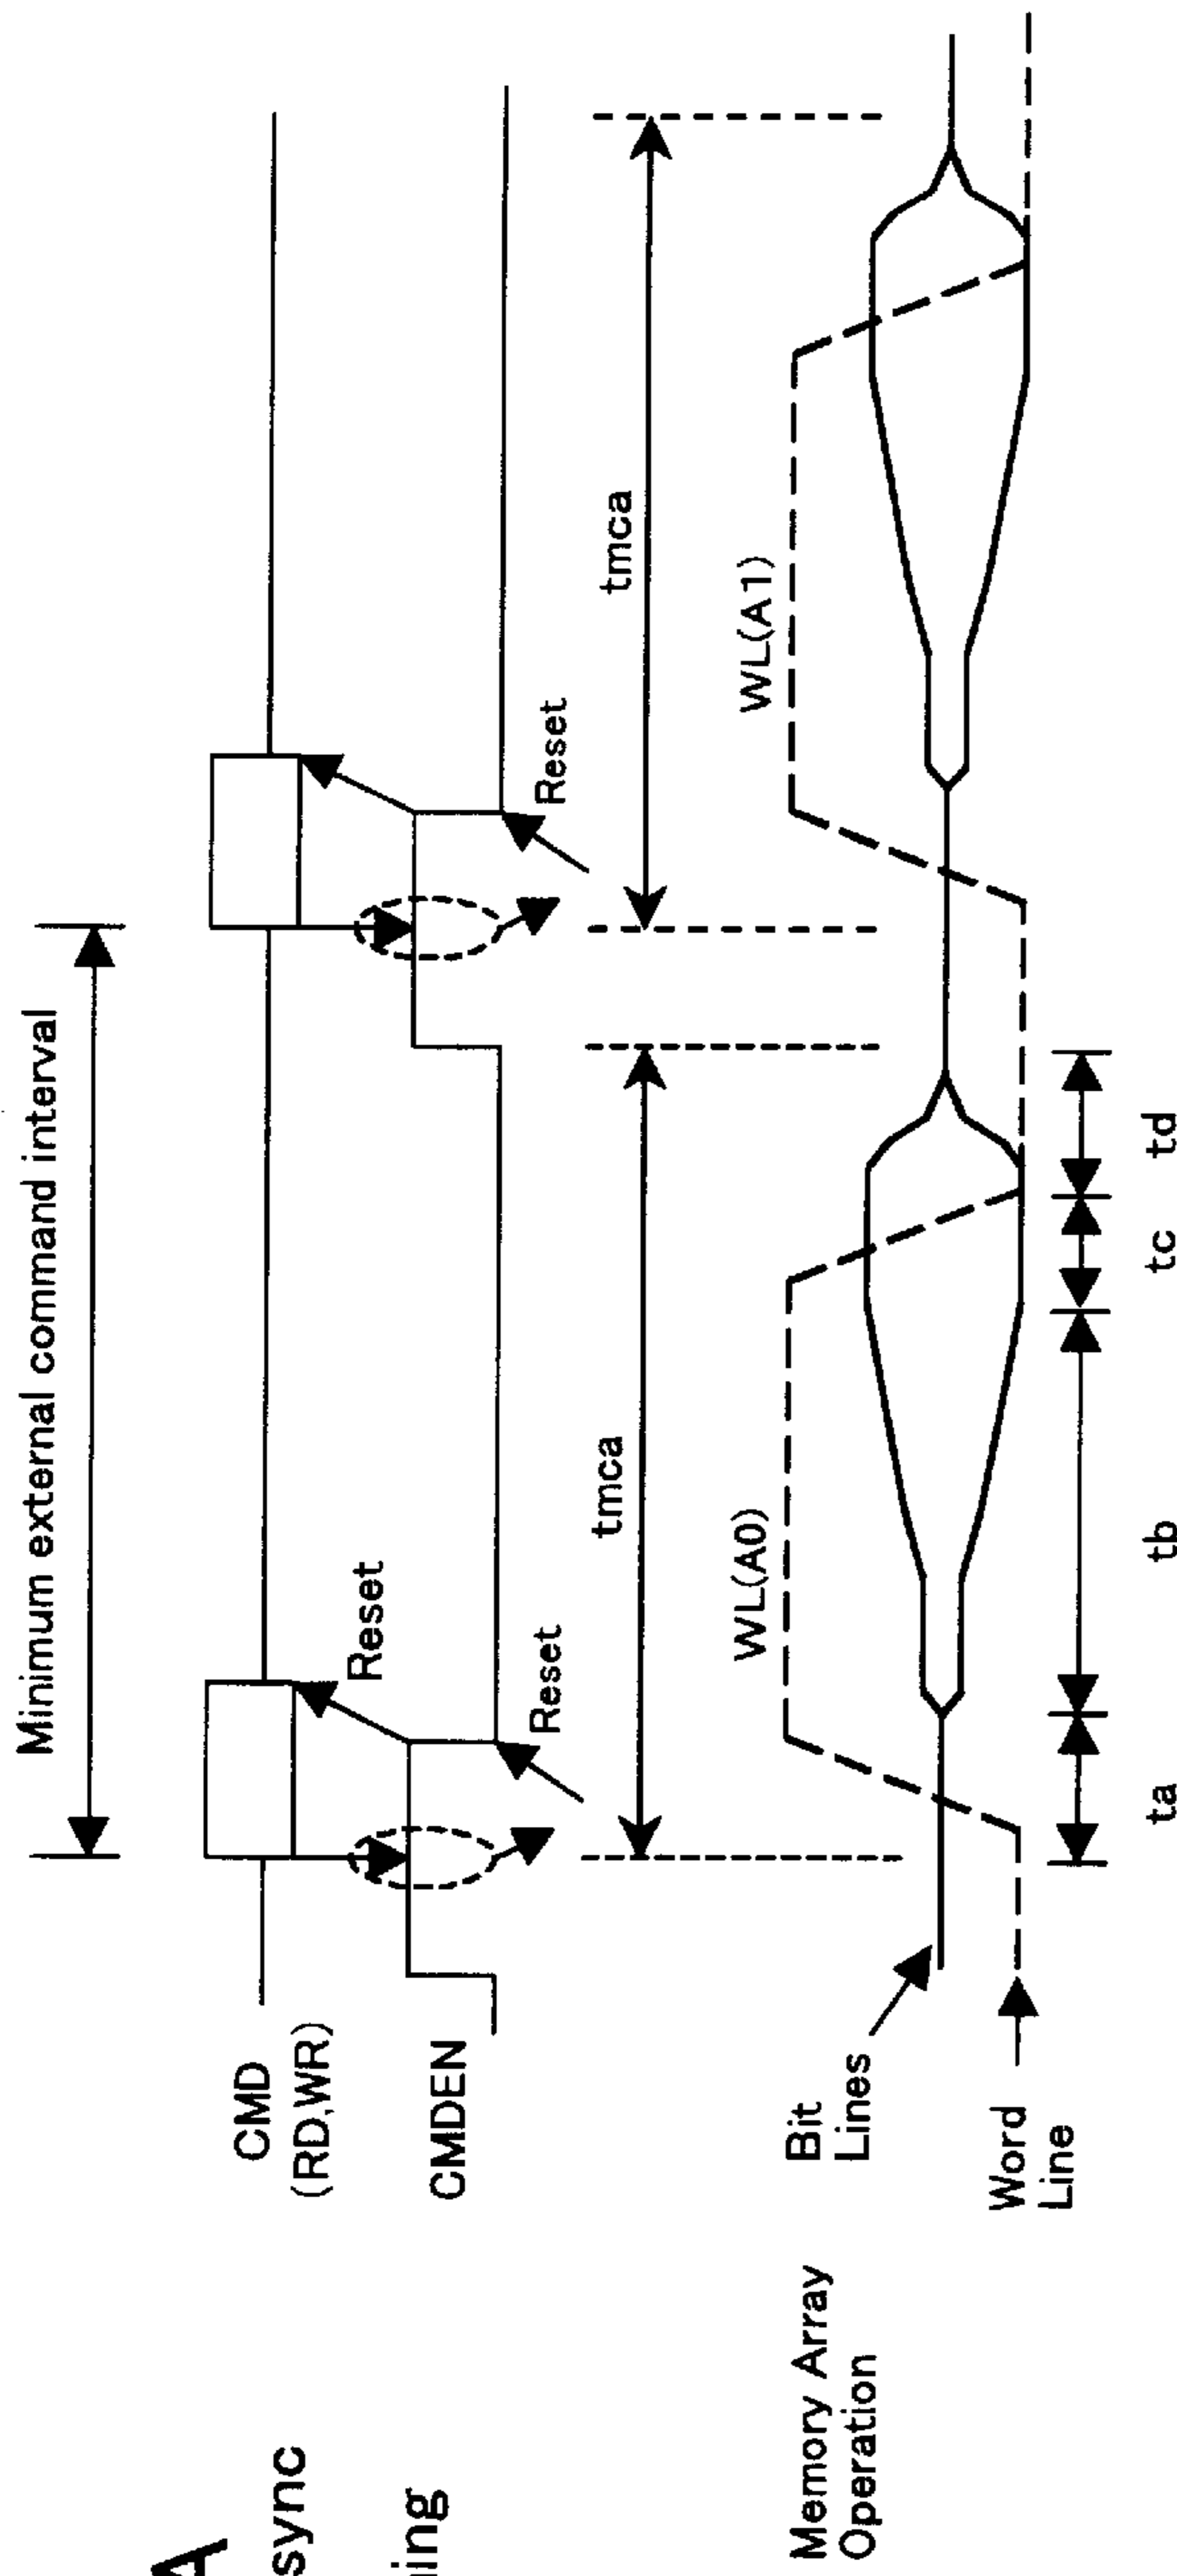 A
sync
Minimum external command interval
CMD
(RD,WR)
Reset
CMDEN
Reset
Reset
tmca
tmca
Memory Array
Operation
Bit
Lines
WL(A0)
WL(A1)
Word
Line
ta
tb
tc
td